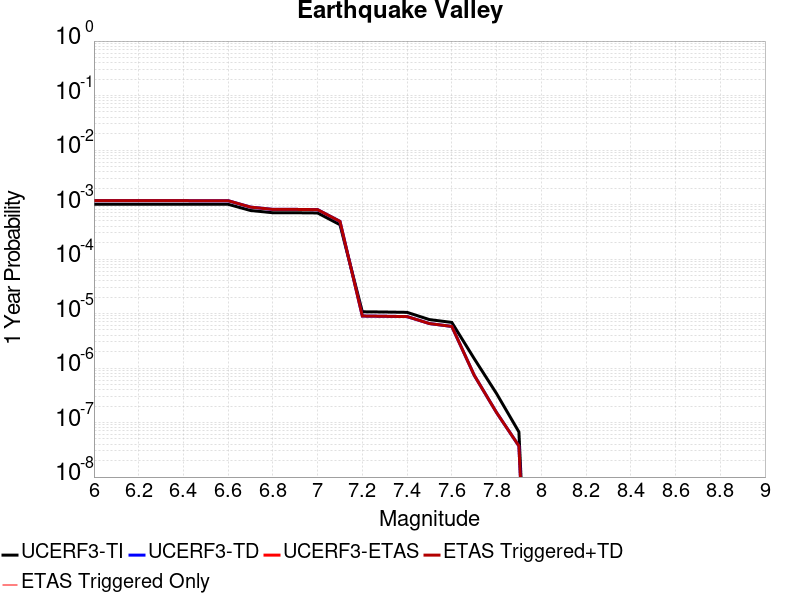 Earthquake Valley
10^0
10^-1
10^-2
10^-3
10^-4
10^-5
10^-6
10^-7
10^-8
1 Year Probability
6 6.2 6.4 6.6 6.8 7 7.2 7.4 7.6 7.8 8 8.2 8.4 8.6 8.8 9
Magnitude
UCERF3-TI UCERF3-TD UCERF3-ETAS ETAS Triggered+TD
ETAS Triggered Only